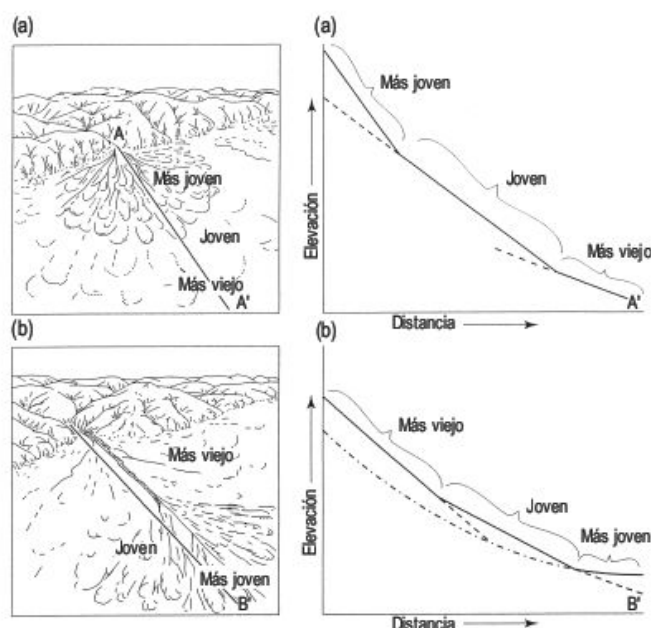 (a)
A
Más joven
Joven
Más viejo
A'
(a)
Elevación
Más joven
Joven
Más viejo
A'
Distancia
(b)
Más viejo
Joven
Más joven
B'
(b)
Elevación
Más viejo
Joven
Más joven
B'
Distancia